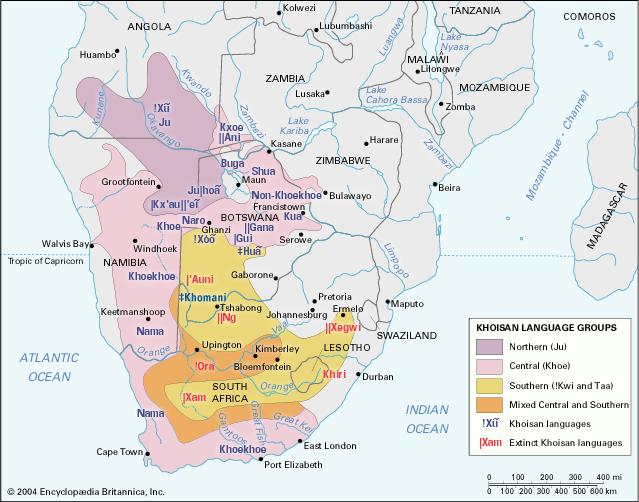 Kolwezi
TANZANIA
ANGOLA
Lubumbashi
COMOROS
Luangwa
Lake
Nyasa
Huambo
MALAWI
Lilongwe
ZAMBIA
Kwando
MOZAMBIQUE
Lusaka
Lake
Cahora Bassa
Zomba
Kunene
!Xũ
Ju
Okavango
Zambezi
Kxoe
||Ani
Lake
Kariba
Kasane
Harare
Zambezi
Mozambique - Channel
Buga
Shua
ZIMBABWE
Grootfontein
Maun
Ju|hoã
Non-Khoekhoe
Bulawayo
Beira
|Kx'au||'eĩ
Francistown
Naro
BOTSWANA
Kua
MADAGASCAR
Khoe
Ghanzi
||Gana
!Xóõ
|Gui
Serowe
Walvis Bay
Windhoek
‡Huã
Limpopo
Tropic of Capricorn
NAMIBIA
Khoekhoe
|'Auni
Gaborone
‡Khomani
Pretoria
Maputo
Tshabong
Johannesburg
Ermelo
Keetmanshoop
||Ng
||Xegwi
SWAZILAND
Nama
Vaal
Orange
Upington
Kimberley
LESOTHO
ATLANTIC
OCEAN
!Ora
Bloemfontein
Khiri
Durban
SOUTH
AFRICA
Orange
|Xam
Nama
Gamtoos
Great Fish
Great Kei
INDIAN
OCEAN
Khoekhoe
East London
Cape Town
Port Elizabeth
KHOISAN LANGUAGE GROUPS
Northern (Ju)
Central (Khoe)
Southern (!Kwi and Taa)
Mixed Central and Southern
!Xũ Khoisan languages
|Xam Extinct Khoisan languages
0 100 200 300 400 mi
0 100 200 300 400 500 600 km
© 2004 Encyclopædia Britannica, Inc.